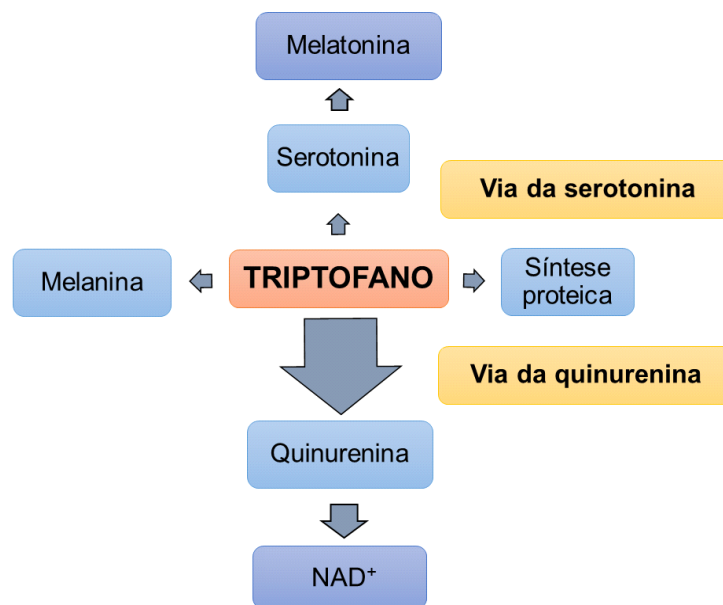 Melatonina
Serotonina
Via da serotonina
Melanina
TRIPTOFANO
Síntese
proteica
Via da quinurenina
Quinurenina
NAD⁺